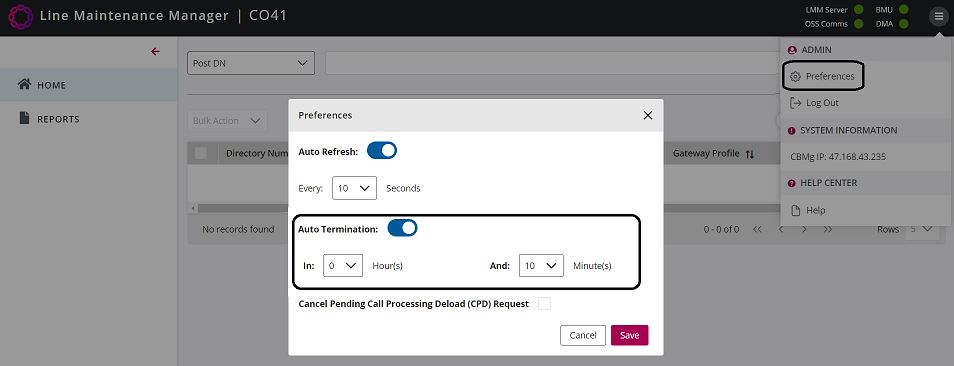 Line Maintenance Manager | CO41
LMM Server BMU
OSS Comms DMA
ADMIN
Preferences
Log Out
SYSTEM INFORMATION
CBMg IP: 47.168.43.235
HELP CENTER
Help
HOME
REPORTS
Post DN
Bulk Action
Directory Num
Gateway Profile
No records found
0 - 0 of 0
Rows 5
Preferences
Auto Refresh:
Every: 10 Seconds
Auto Termination:
In: 0 Hour(s) And: 10 Minute(s)
Cancel Pending Call Processing Deload (CPD) Request
Cancel Save